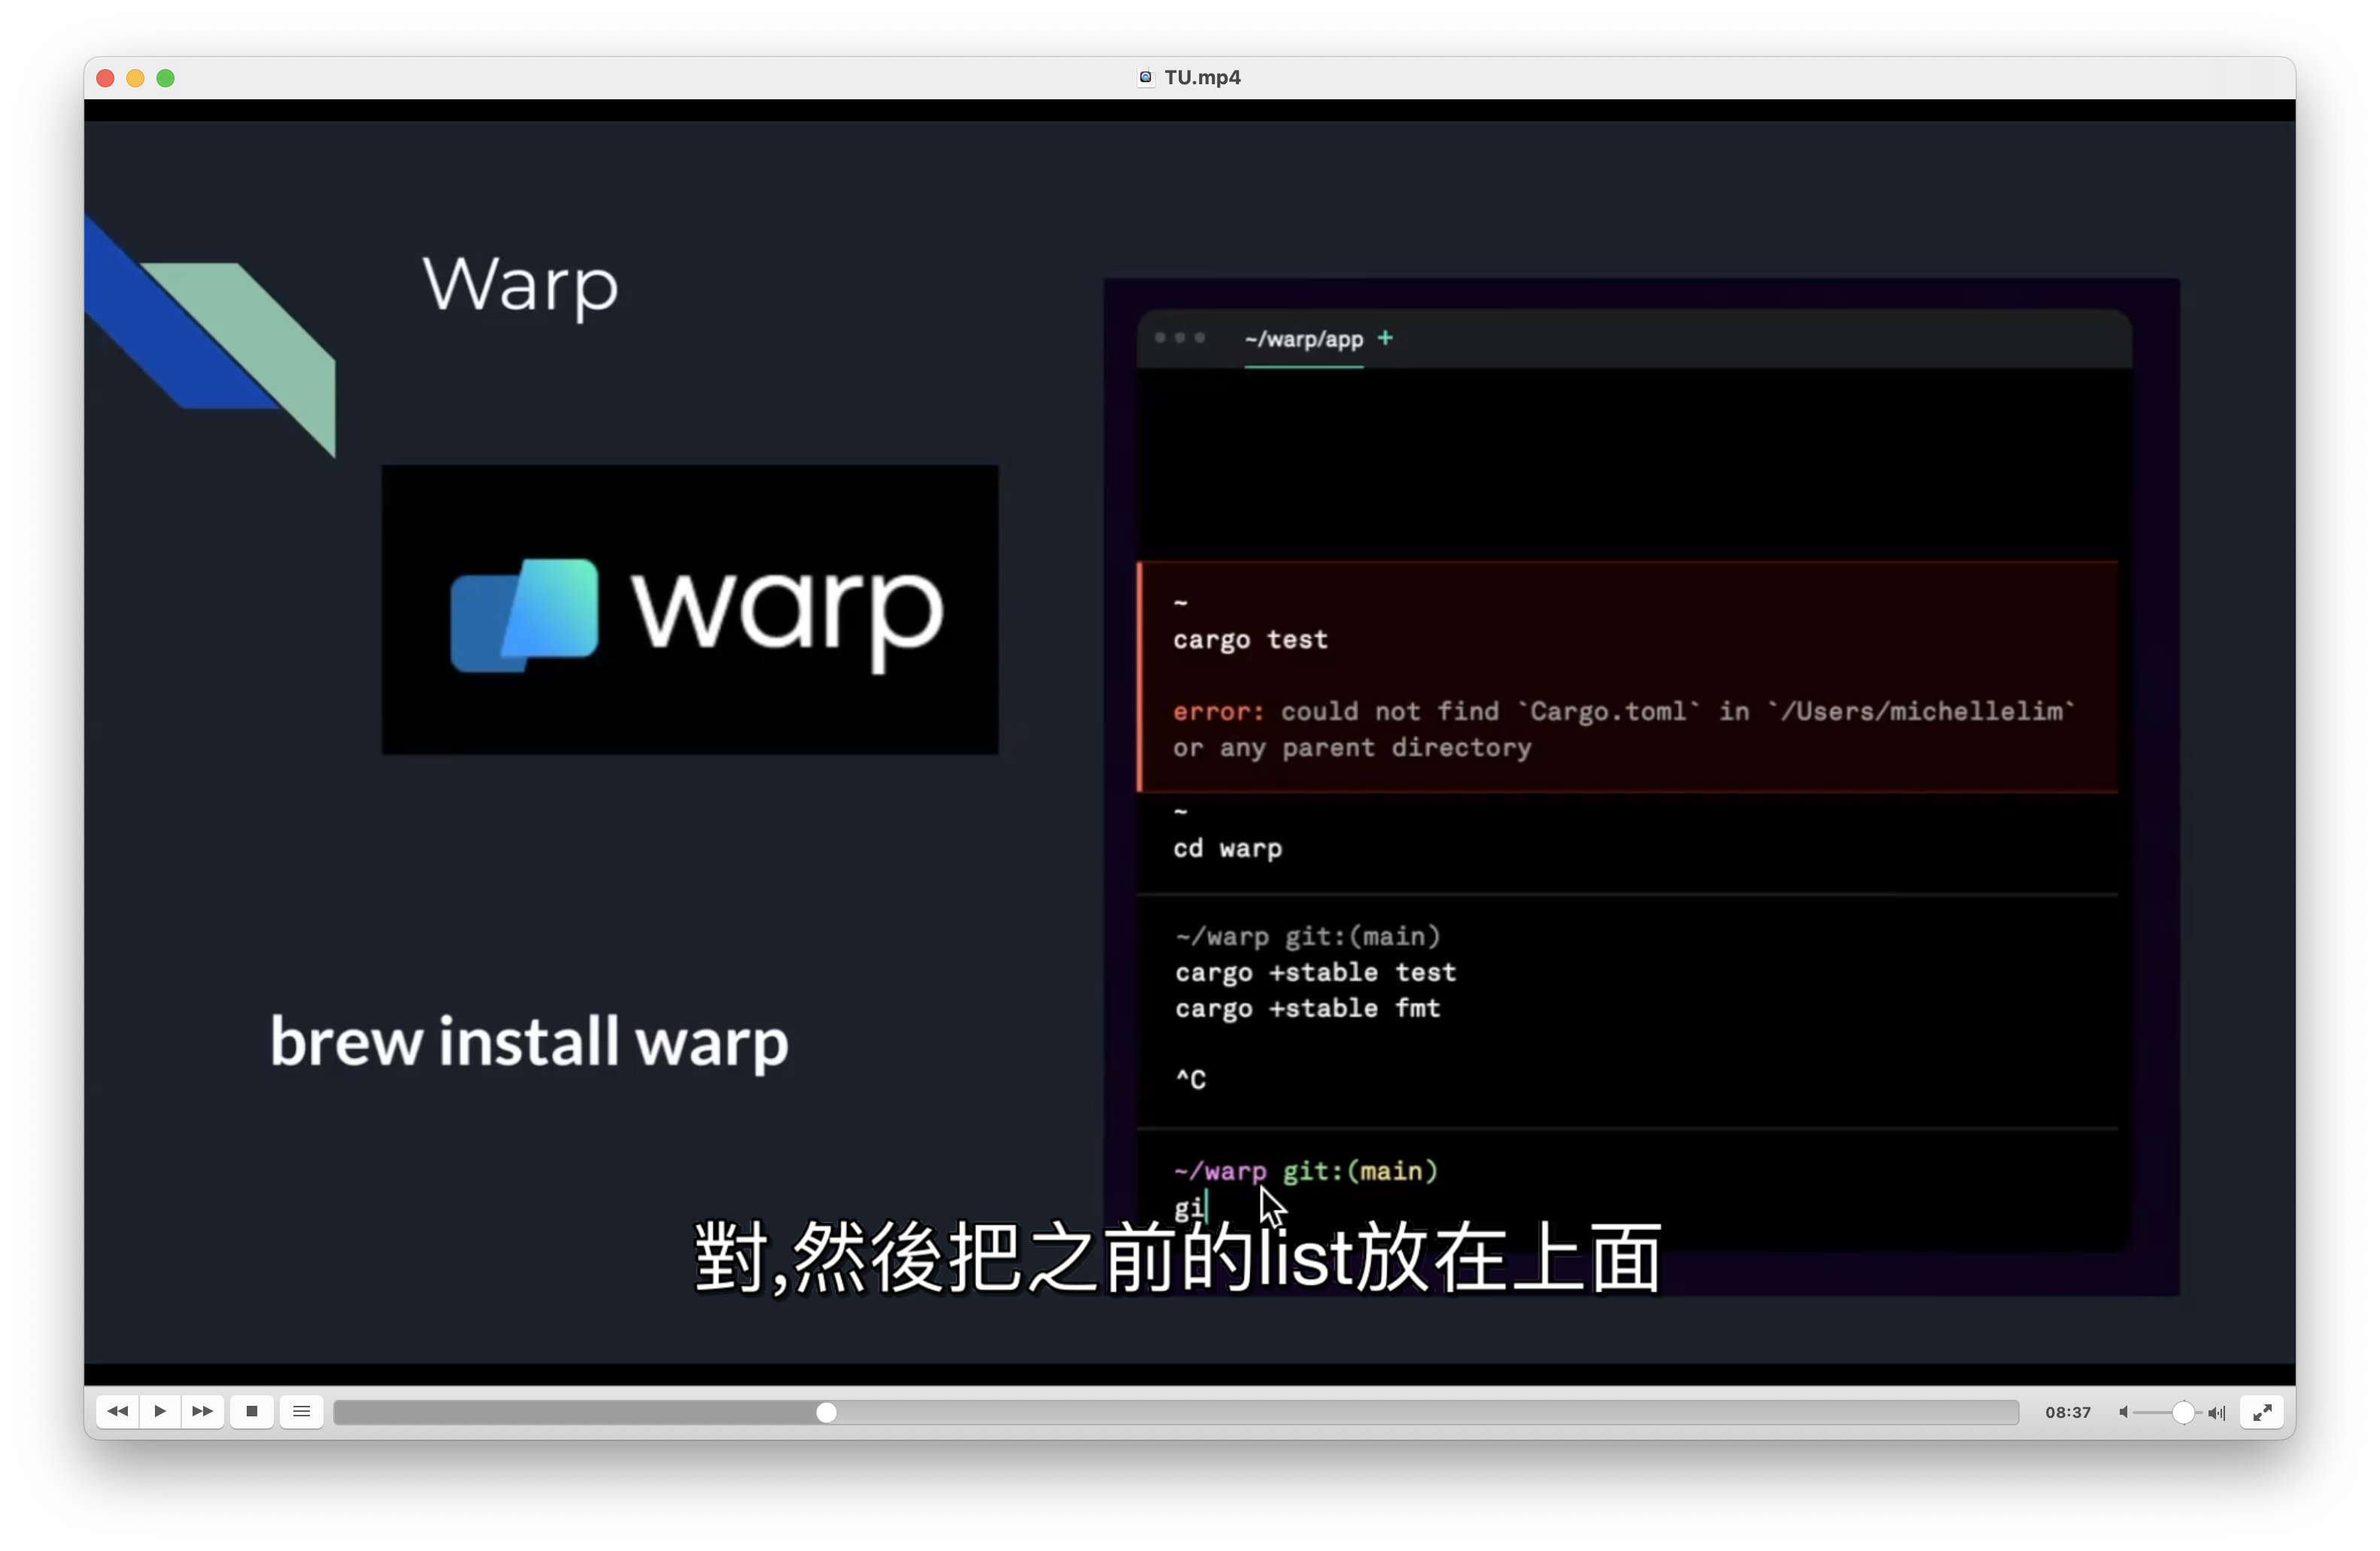 TU.mp4
Warp
warp
brew install warp
~/warp/app +
~
cargo test
error: could not find `Cargo.toml` in `/Users/michellelim`
or any parent directory
~
cd warp
~/warp git:(main)
cargo +stable test
cargo +stable fmt
^C
~/warp git:(main)
gi
對,然後把之前的list放在上面
08:37